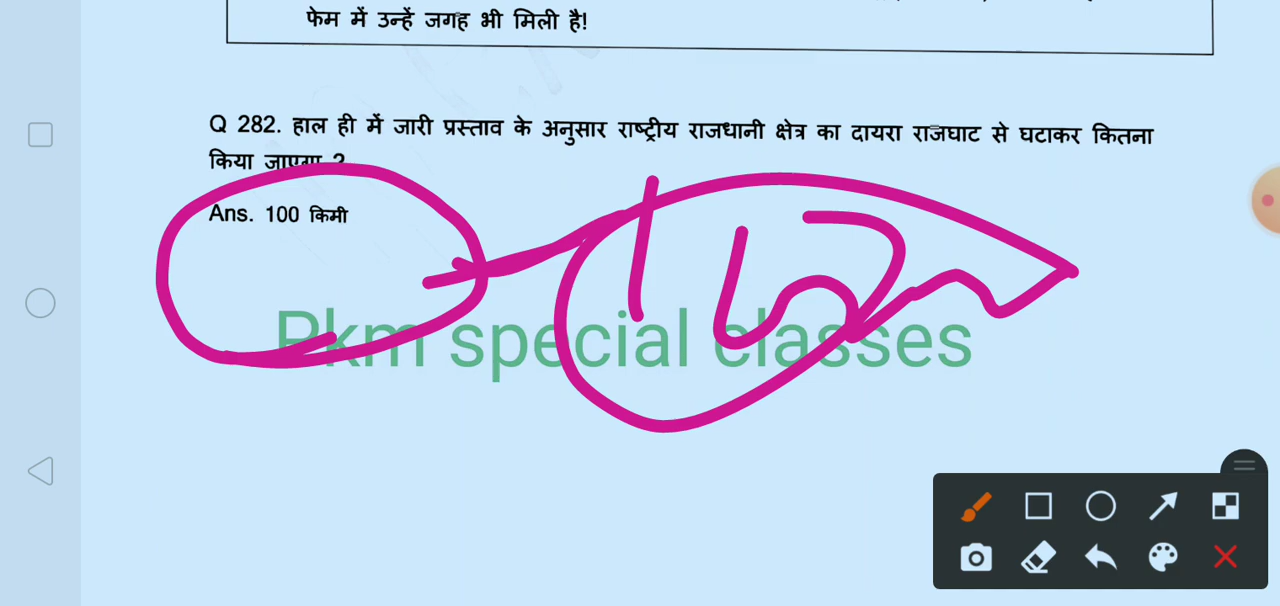 फेम में उन्हें जगह भी मिली है!
Q 282. हाल ही में जारी प्रस्ताव के अनुसार राष्ट्रीय राजधानी क्षेत्र का दायरा राजघाट से घटाकर कितना
किया जाएगा ?
Ans. 100 किमी
Pkm special classes